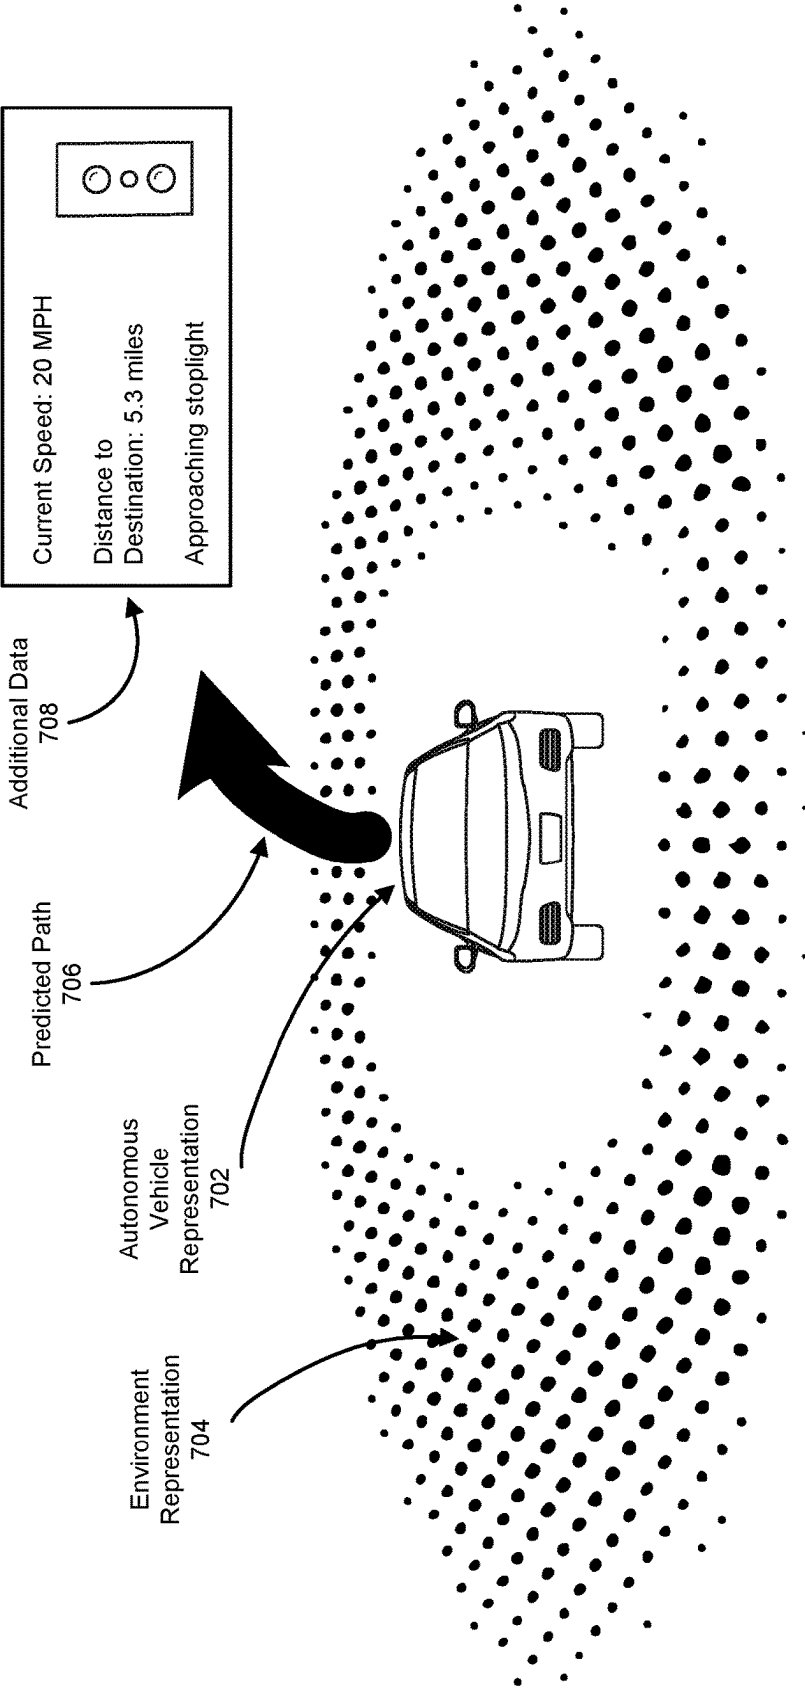 Environment
Representation
704
Autonomous
Vehicle
Representation
702
Predicted Path
706
Additional Data
708
Current Speed: 20 MPH
Distance to
Destination: 5.3 miles
Approaching stoplight